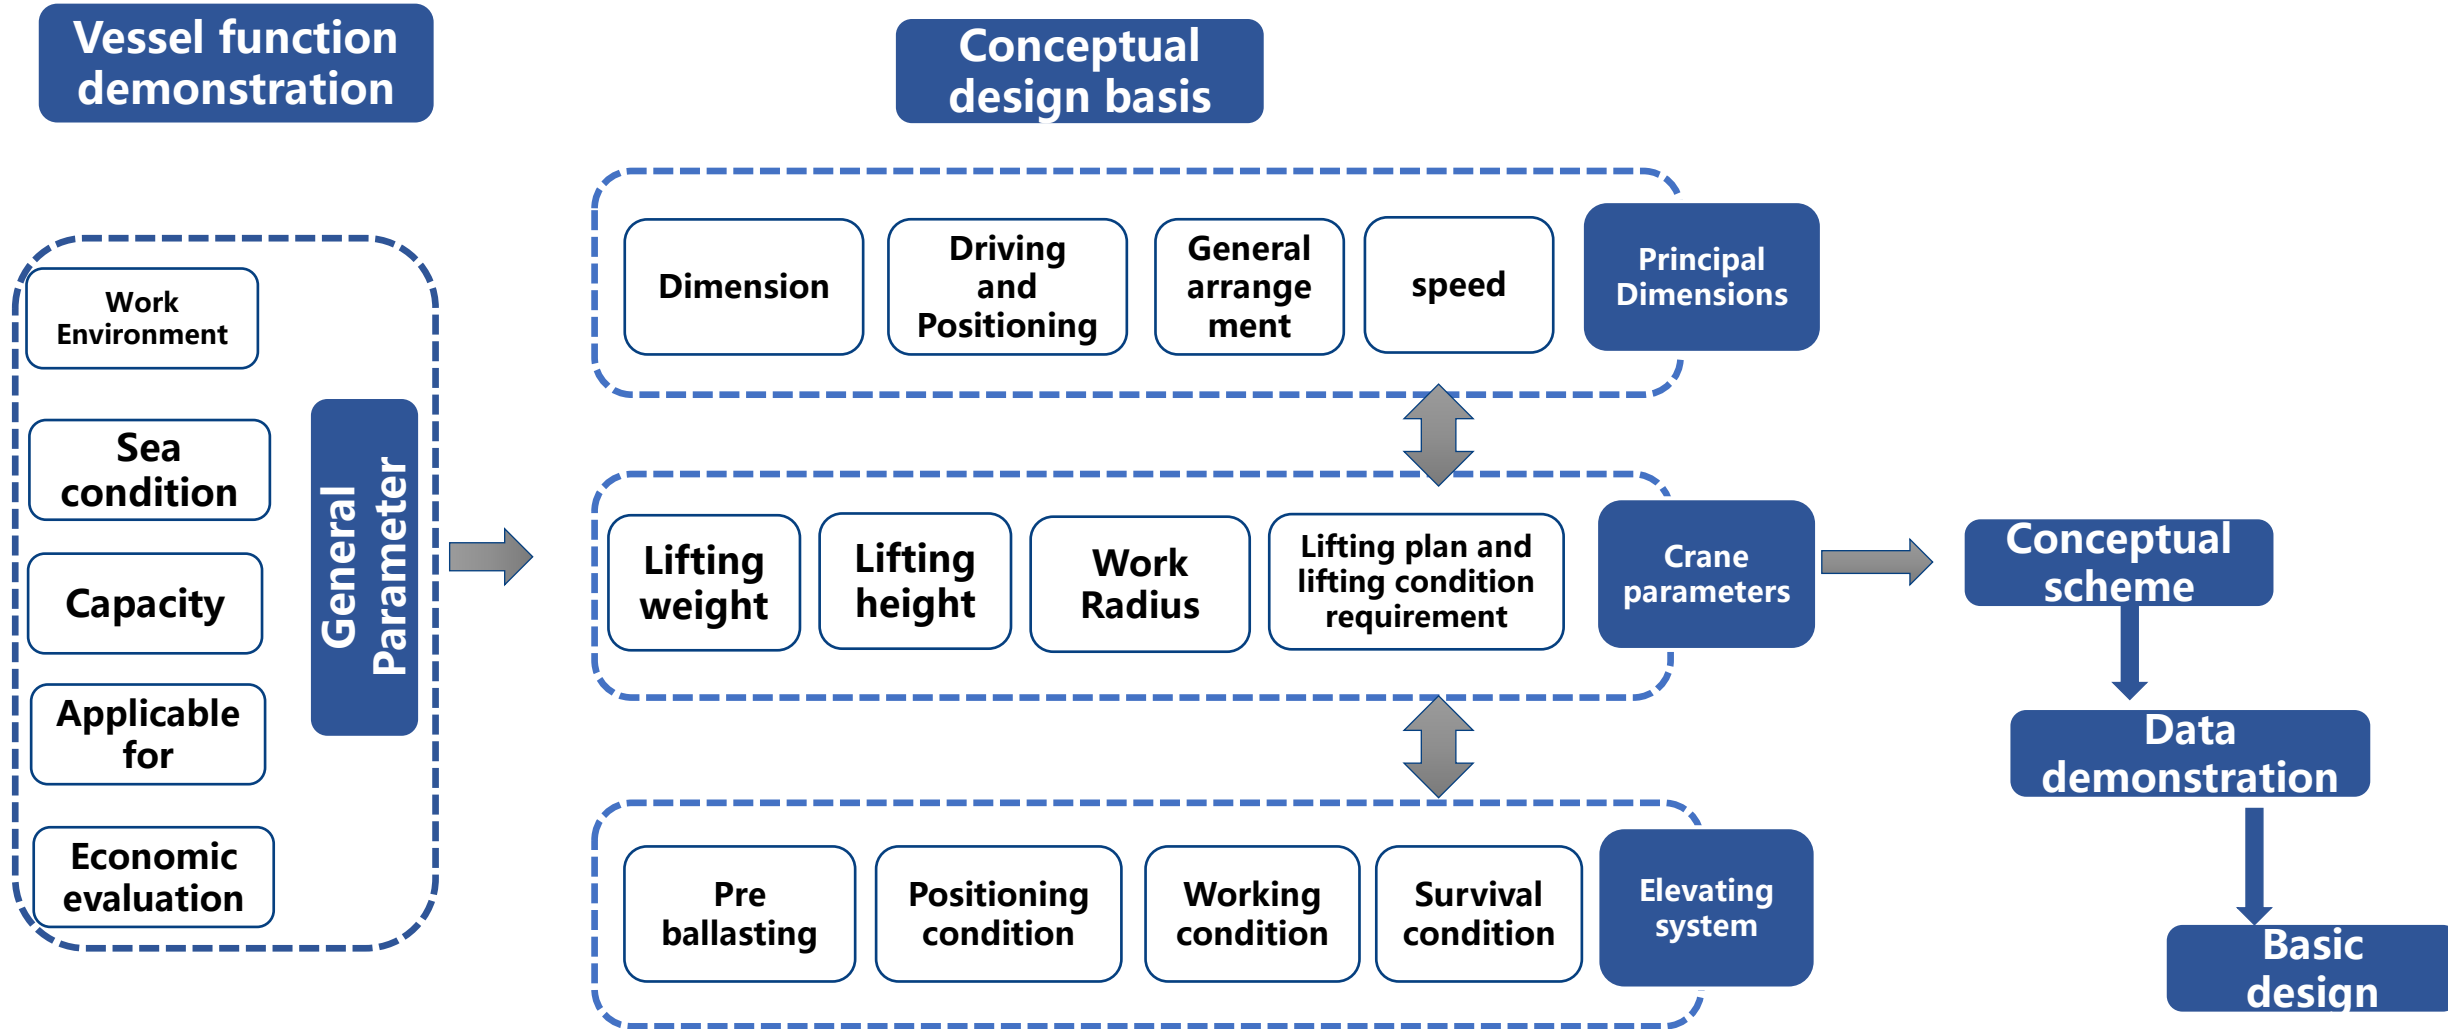 Vessel function
demonstration
Conceptual
design basis
Work
Environment
Sea
condition
Capacity
Applicable
for
Economic
evaluation
General
Parameter
Dimension
Driving
and
Positioning
General
arrange
ment
speed
Principal
Dimensions
Lifting
weight
Lifting
height
Work
Radius
Lifting plan and
lifting condition
requirement
Crane
parameters
Pre
ballasting
Positioning
condition
Working
condition
Survival
condition
Elevating
system
Conceptual
scheme
Data
demonstration
Basic
design